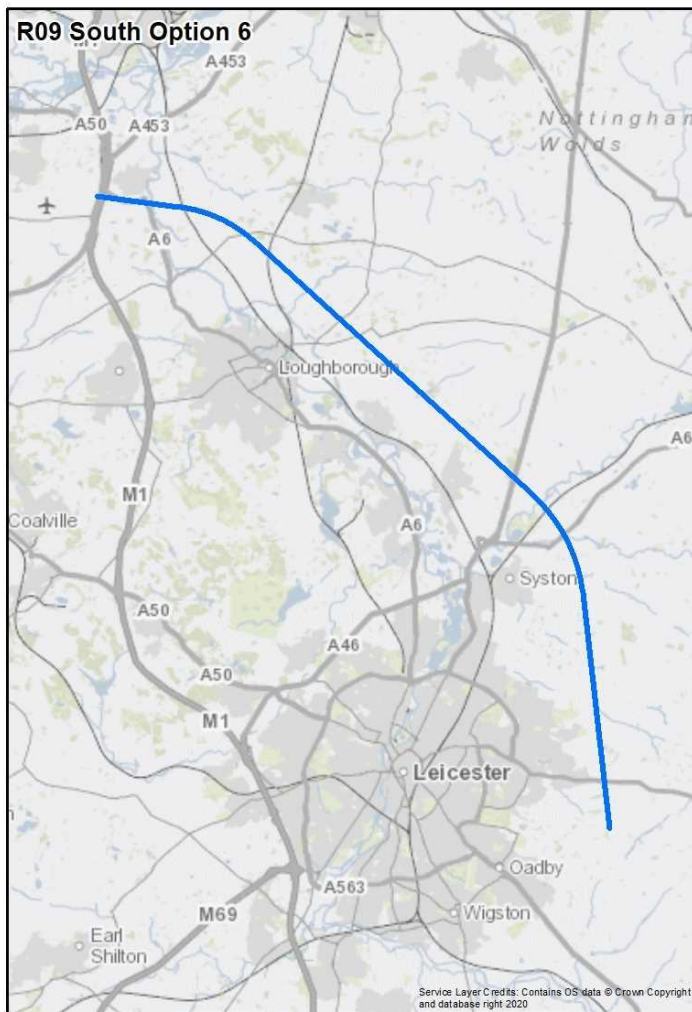 R09 South Option 6
A453
A50
A453
Nottingham
Wolds
A6
Loughborough
M1
A6
Coalville
A6
Syston
A50
A46
A50
M1
Leicester
Oadby
A563
M69
Wigston
Earl
Shilton
Service Layer Credits: Contains OS data © Crown Copyright
and database right 2020